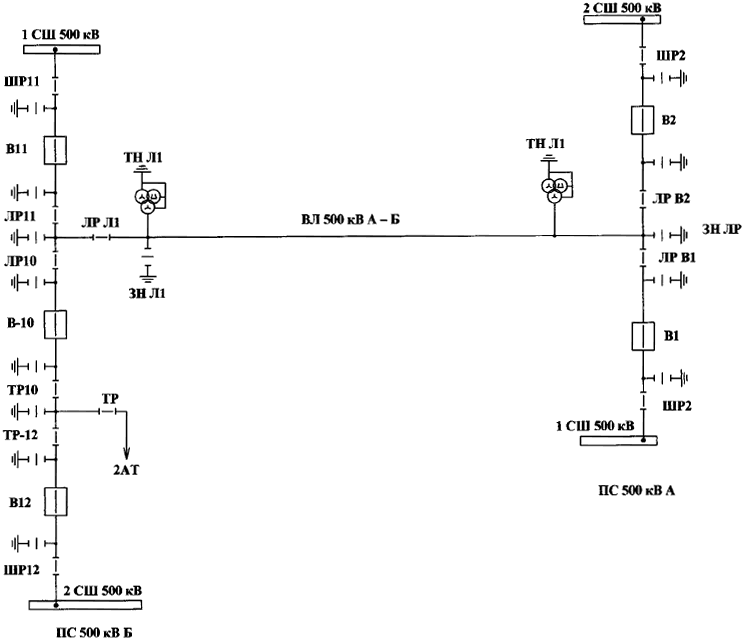 1 СШ 500 кВ
ШР11
В11
ЛР11
ЛР Л1
ТН Л1
ЗН Л1
ЛР10
В-10
ТР10
ТР
ТР-12
2АТ
В12
ШР12
2 СШ 500 кВ
ПС 500 кВ Б
ВЛ 500 кВ А – Б
ТН Л1
2 СШ 500 кВ
ШР2
В2
ЛР В2
ЗН ЛР
ЛР В1
В1
ШР2
1 СШ 500 кВ
ПС 500 кВ А